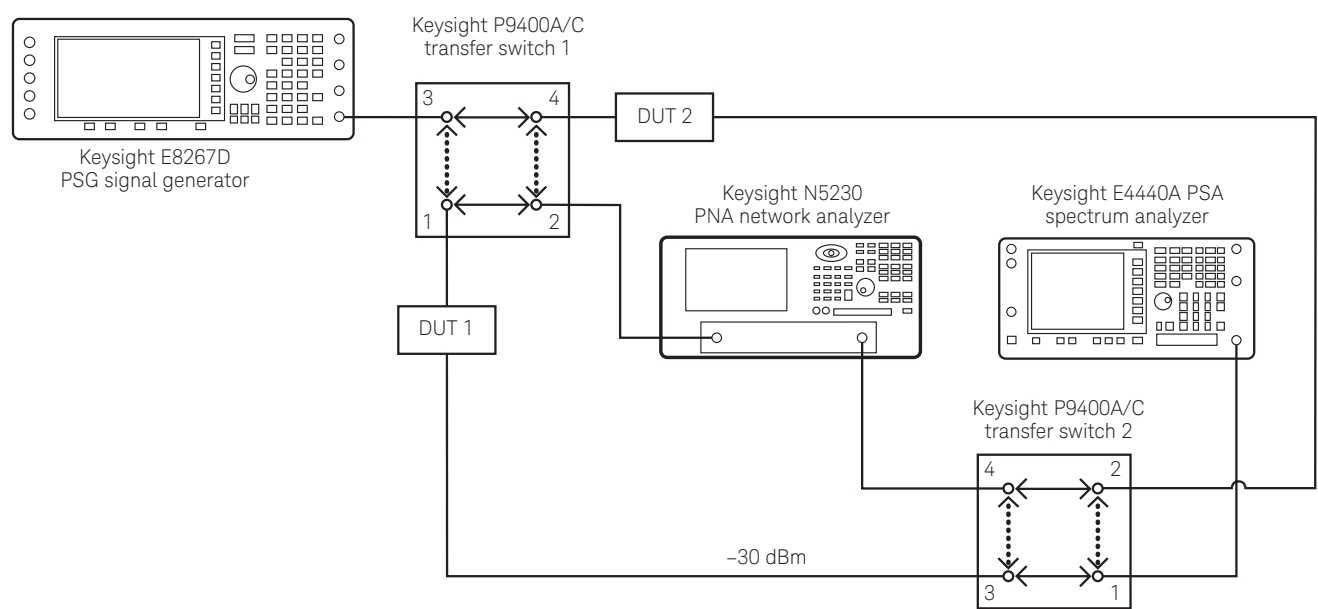 Keysight P9400A/C
transfer switch 1
3
4
DUT 2
Keysight E8267D
PSG signal generator
1
2
Keysight N5230
PNA network analyzer
Keysight E4440A PSA
spectrum analyzer
DUT 1
Keysight P9400A/C
transfer switch 2
4
2
–30 dBm
3
1